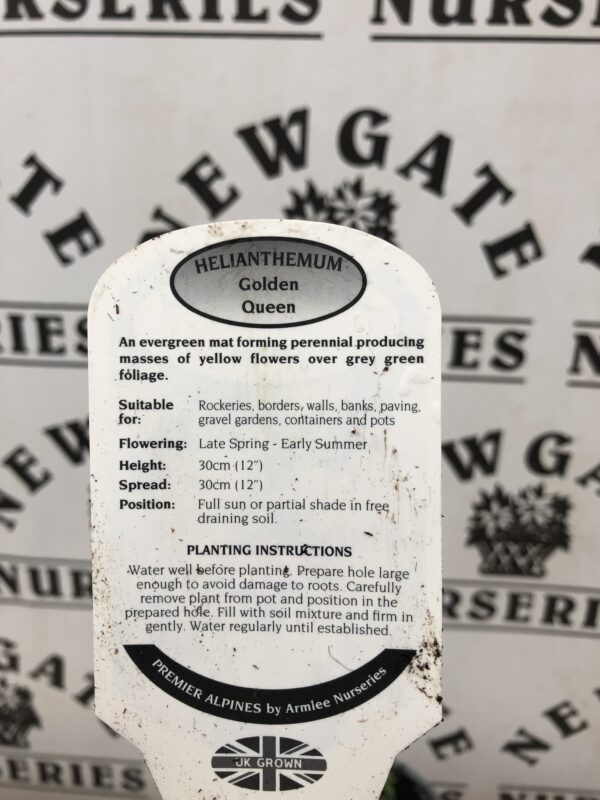 NURSERIES NURSE
NEWGATE
HELIANTHEMUM
Golden
Queen
An evergreen mat forming perennial producing
masses of yellow flowers over grey green
foliage.
Suitable for: Rockeries, borders, walls, banks, paving,
gravel gardens, containers and pots
Flowering: Late Spring - Early Summer
Height: 30cm (12")
Spread: 30cm (12")
Position: Full sun or partial shade in free
draining soil.
PLANTING INSTRUCTIONS
Water well before planting. Prepare hole large
enough to avoid damage to roots. Carefully
remove plant from pot and position in the
prepared hole. Fill with soil mixture and firm in
gently. Water regularly until established.
PREMIER ALPINES by Armlee Nurseries
UK GROWN